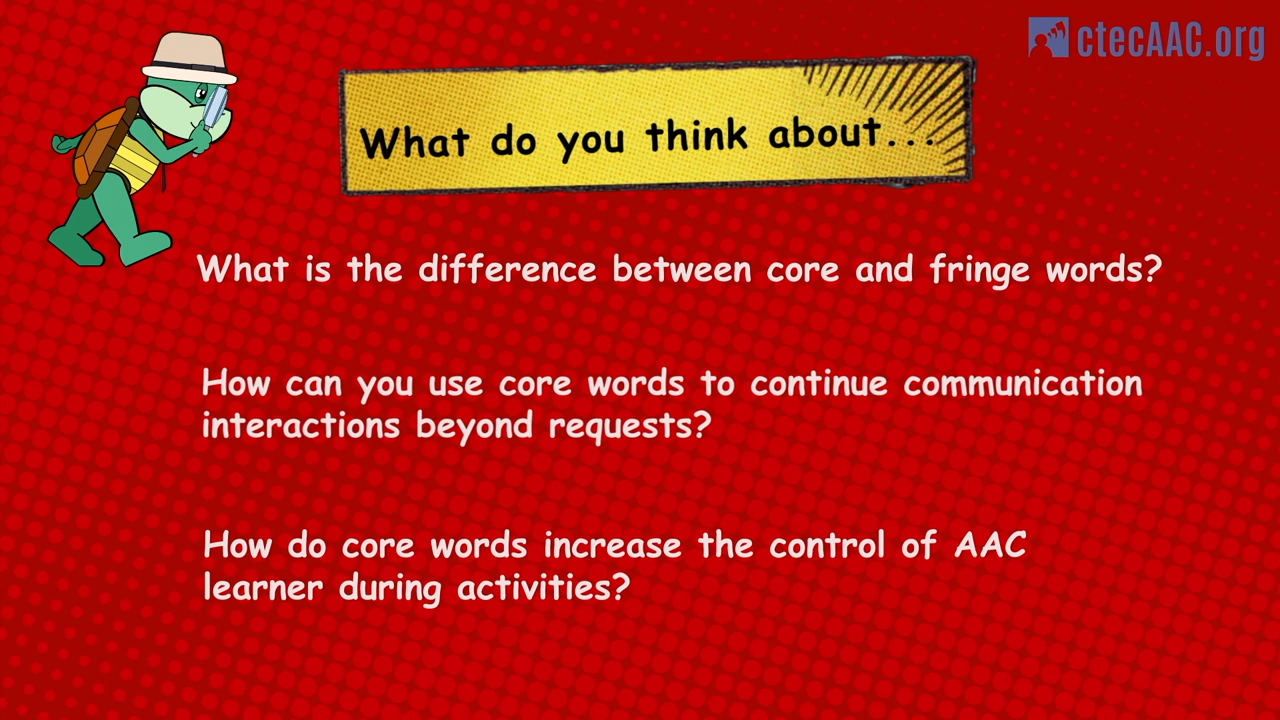 ctecAAC.org
What do you think about...
What is the difference between core and fringe words?
How can you use core words to continue communication
interactions beyond requests?
How do core words increase the control of AAC
learner during activities?